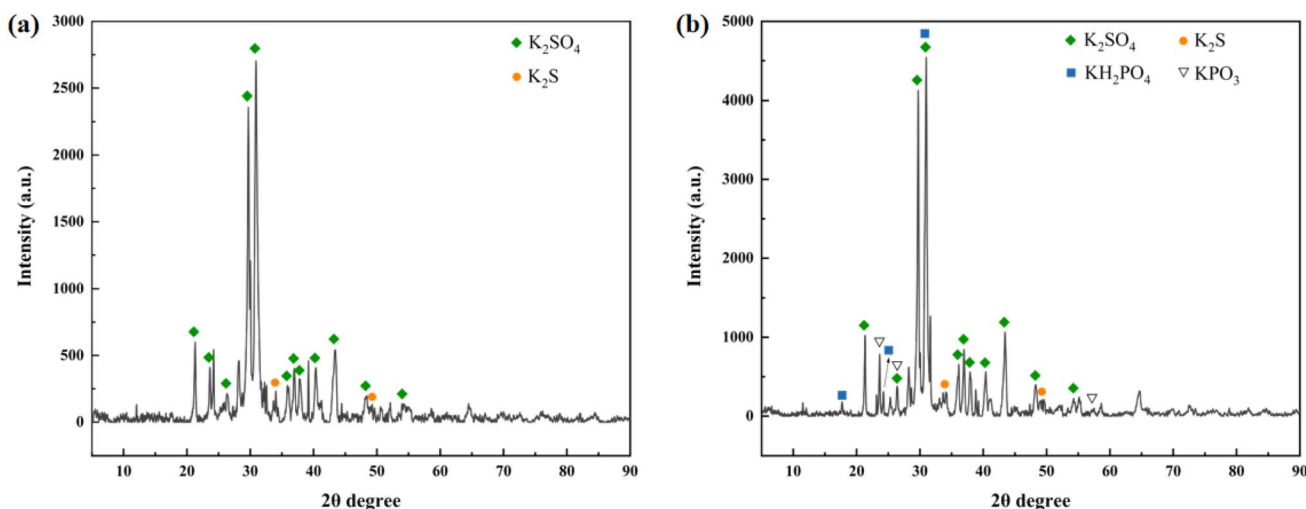 (a)
3000
2500
2000
1500
1000
500
0
Intensity (a.u.)
K₂SO₄
K₂S
10 20 30 40 50 60 70 80 90
2θ degree
(b)
5000
4000
3000
2000
1000
0
Intensity (a.u.)
K₂SO₄ K₂S
KH₂PO₄ KPO₃
10 20 30 40 50 60 70 80 90
2θ degree